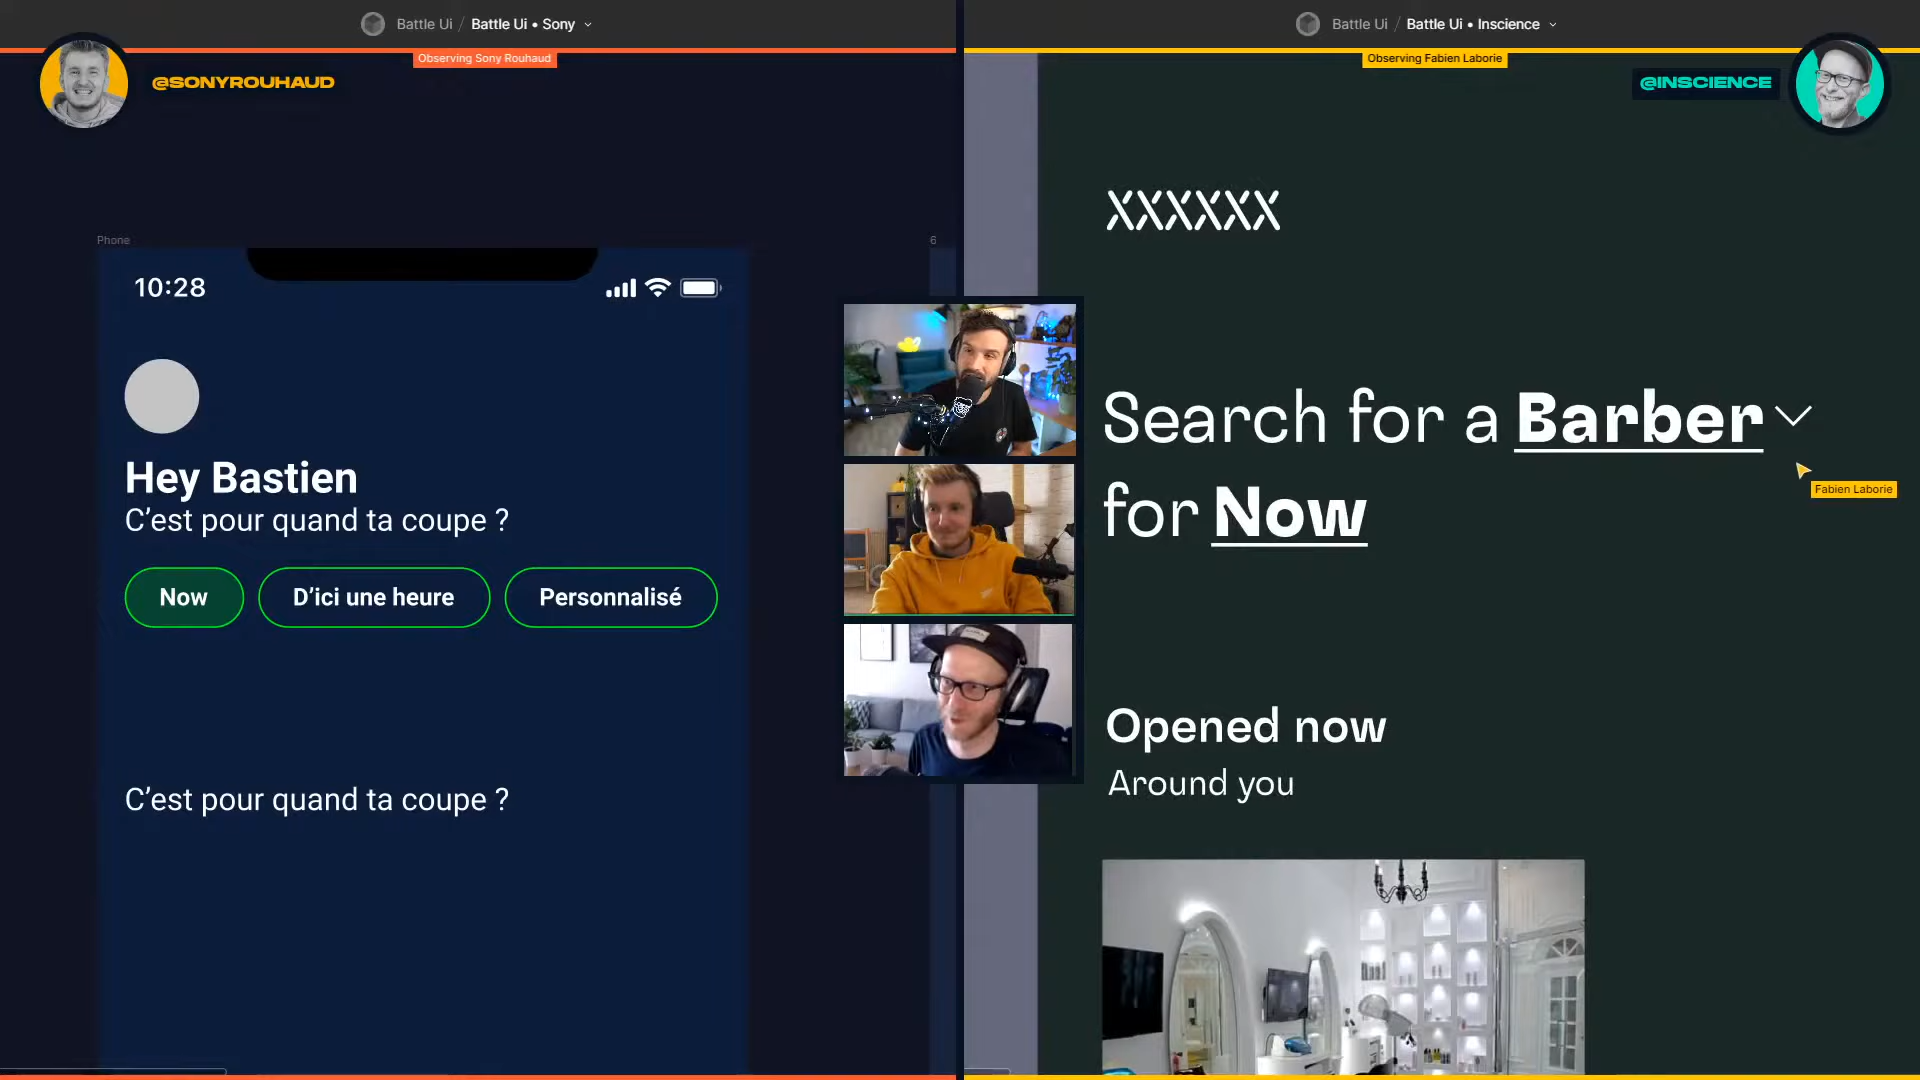 Battle Ui / Battle Ui • Sony
Observing Sony Rouhaud
@SONYROUHAUD
Phone
6
10:28
Hey Bastien
C’est pour quand ta coupe ?
Now
D’ici une heure
Personnalisé
C’est pour quand ta coupe ?
Battle Ui / Battle Ui • Inscience
Observing Fabien Laborie
@INSCIENCE
XXXXXX
Search for a Barber
for Now
Fabien Laborie
Opened now
Around you